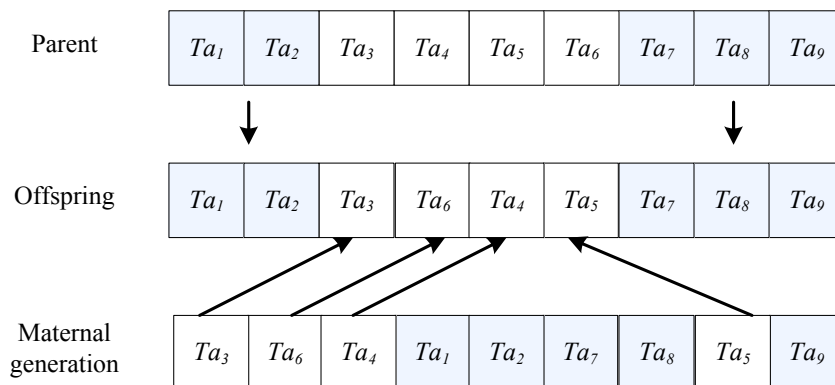 Parent Ta1 Ta2 Ta3 Ta4 Ta5 Ta6 Ta7 Ta8 Ta9
Offspring Ta1 Ta2 Ta3 Ta6 Ta4 Ta5 Ta7 Ta8 Ta9
Maternal
generation Ta3 Ta6 Ta4 Ta1 Ta2 Ta7 Ta8 Ta5 Ta9